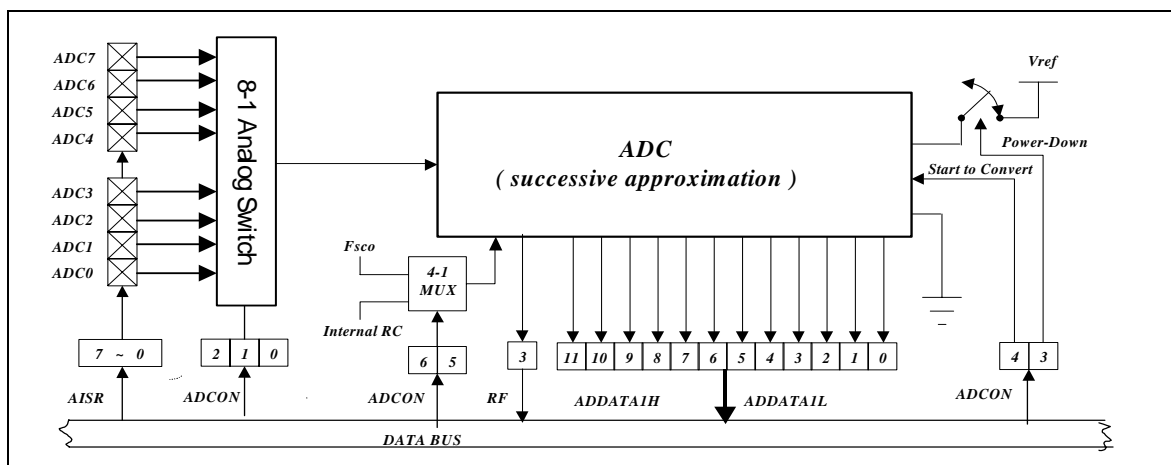 ADC7
ADC6
ADC5
ADC4
ADC3
ADC2
ADC1
ADC0
8-1 Analog Switch
ADC
( successive approximation )
Vref
Power-Down
Start to Convert
Fsco
4-1
MUX
Internal RC
7 ~ 0
2 1 0
6 5
3
11 10 9 8 7 6 5 4 3 2 1 0
4 3
AISR
ADCON
ADCON
RF
ADDATA1H
ADDATA1L
ADCON
DATA BUS